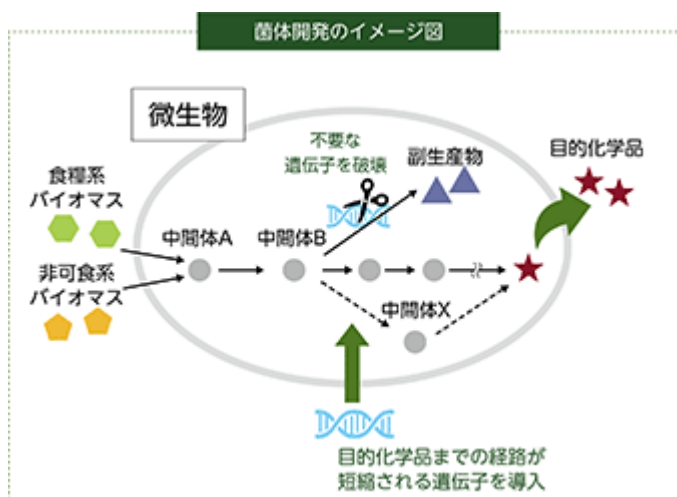 菌体開発のイメージ図
微生物
不要な
遺伝子を破壊
副生産物
目的化学品
食糧系
バイオマス
中間体A
中間体B
非可食系
バイオマス
中間体X
目的化学品までの経路が
短縮される遺伝子を導入